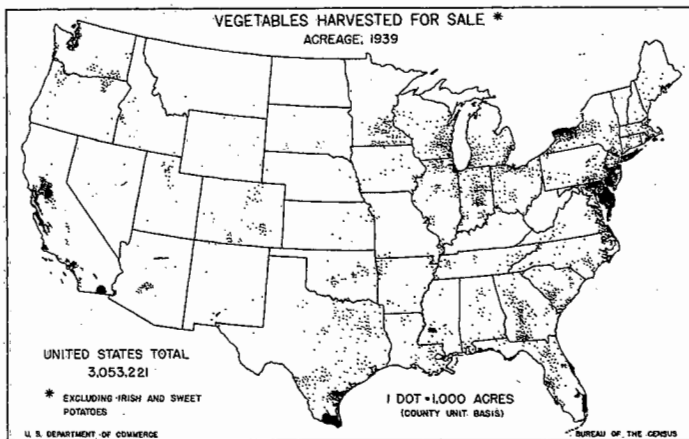 VEGETABLES HARVESTED FOR SALE *
ACREAGE, 1939
UNITED STATES TOTAL
3,053,221
* EXCLUDING IRISH AND SWEET
POTATOES
1 DOT = 1,000 ACRES
(COUNTY UNIT BASIS)
U. S. DEPARTMENT OF COMMERCE
BUREAU OF THE CENSUS